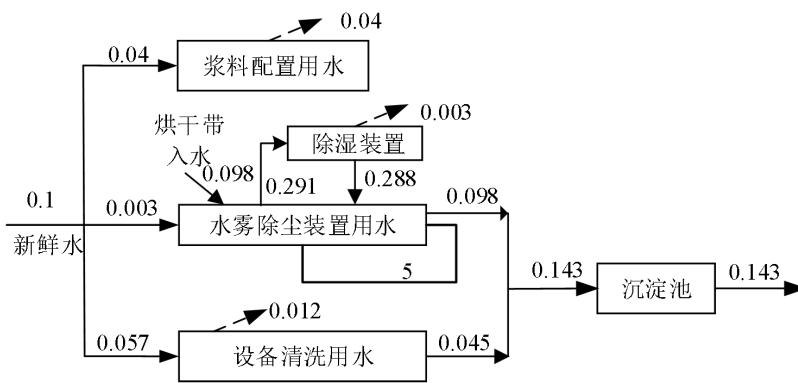 0.04
0.04
浆料配置用水
烘干带
入水
0.098
0.003
除湿装置
0.291
0.288
0.1
新鲜水
0.003
水雾除尘装置用水
0.098
5
0.143
沉淀池
0.143
0.012
0.057
设备清洗用水
0.045